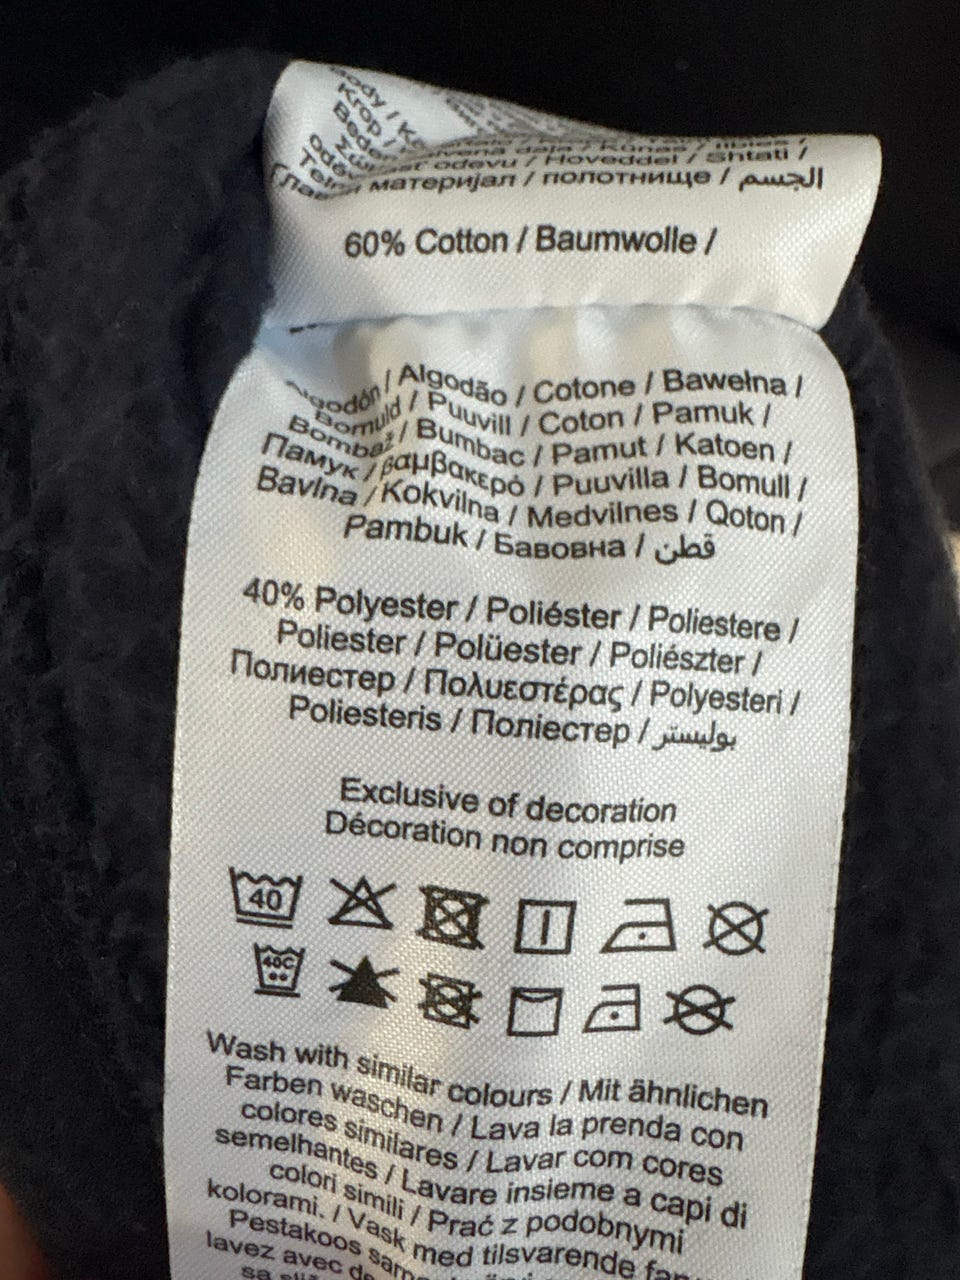 материјал / полотнище / الجسم
60% Cotton / Baumwolle /
Algodón / Algodão / Cotone / Bawełna /
Bomuld / Puuvill / Coton / Pamuk /
Bombaž / Bumbac / Pamut / Katoen /
Памук / βαμβακερό / Puuvilla / Bomull /
Bavlna / Kokvilna / Medvilnes / Qoton /
Pambuk / Бавовна / قطن
40% Polyester / Poliéster / Poliestere /
Poliester / Polüester / Poliészter /
Полиестер / Πολυεστέρας / Polyesteri /
Poliesteris / Поліестер / بوليستر
Exclusive of decoration
Décoration non comprise
40
40C
Wash with similar colours / Mit ähnlichen
Farben waschen / Lava la prenda con
colores similares / Lavar com cores
semelhantes / Lavare insieme a capi di
colori simili / Prać z podobnymi
kolorami. / Vask med tilsvarende
Pestakoos
lavez avec